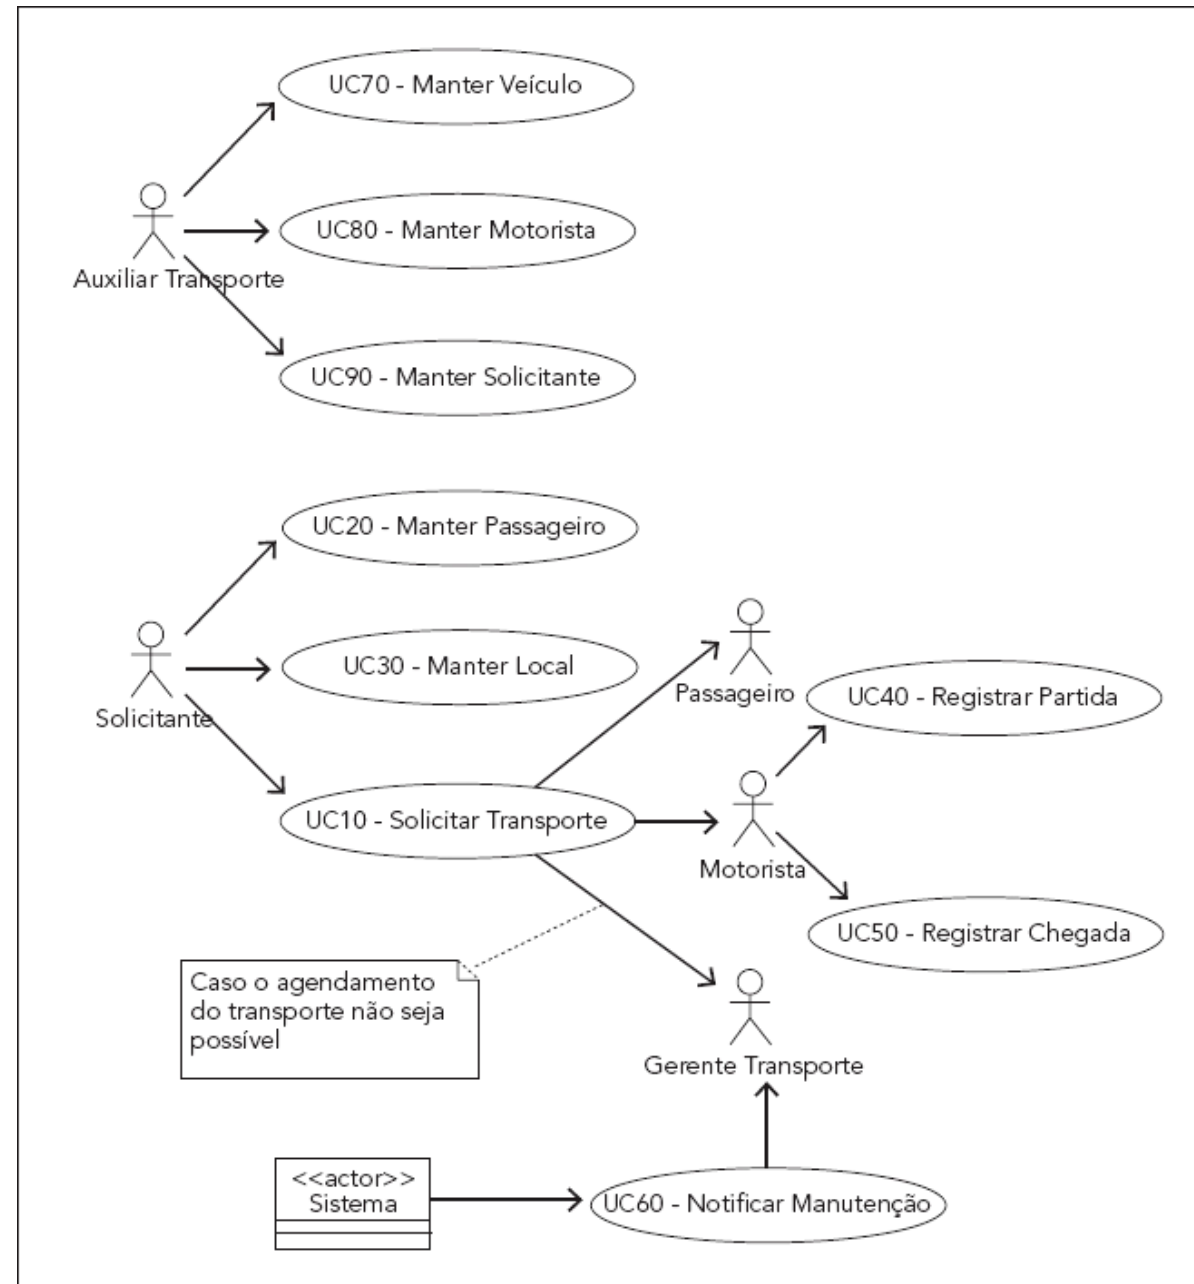 UC70 - Manter Veículo
UC80 - Manter Motorista
Auxiliar Transporte
UC90 - Manter Solicitante
UC20 - Manter Passageiro
UC30 - Manter Local
Solicitante
Passageiro
UC40 - Registrar Partida
UC10 - Solicitar Transporte
Motorista
UC50 - Registrar Chegada
Caso o agendamento
do transporte não seja
possível
Gerente Transporte
<<actor>>
Sistema
UC60 - Notificar Manutenção